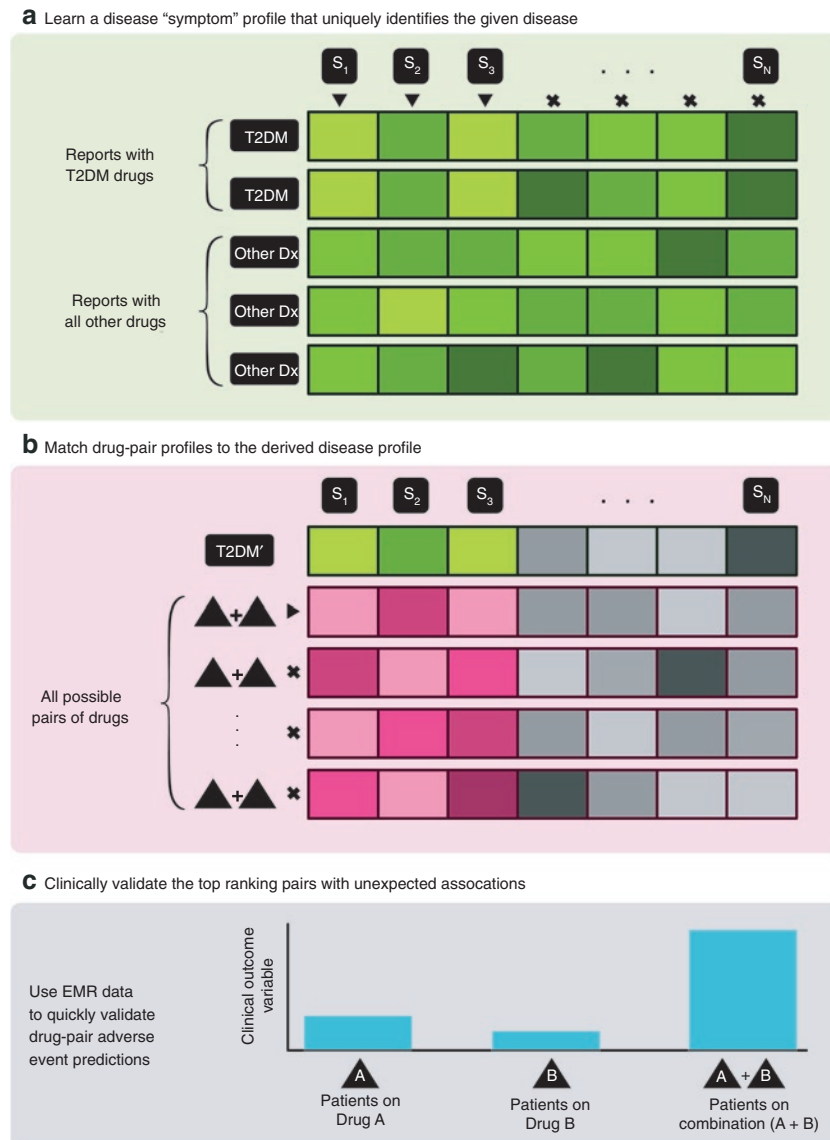 a Learn a disease “symptom” profile that uniquely identifies the given disease
S1 S2 S3 . . . SN
Reports with
T2DM drugs
T2DM
T2DM
Reports with
all other drugs
Other Dx
Other Dx
Other Dx
b Match drug-pair profiles to the derived disease profile
S1 S2 S3 . . . SN
T2DM′
All possible
pairs of drugs
+
+
.
.
.
+
c Clinically validate the top ranking pairs with unexpected assocations
Use EMR data
to quickly validate
drug-pair adverse
event predictions
Clinical outcome
variable
A
Patients on
Drug A
B
Patients on
Drug B
A + B
Patients on
combination (A + B)